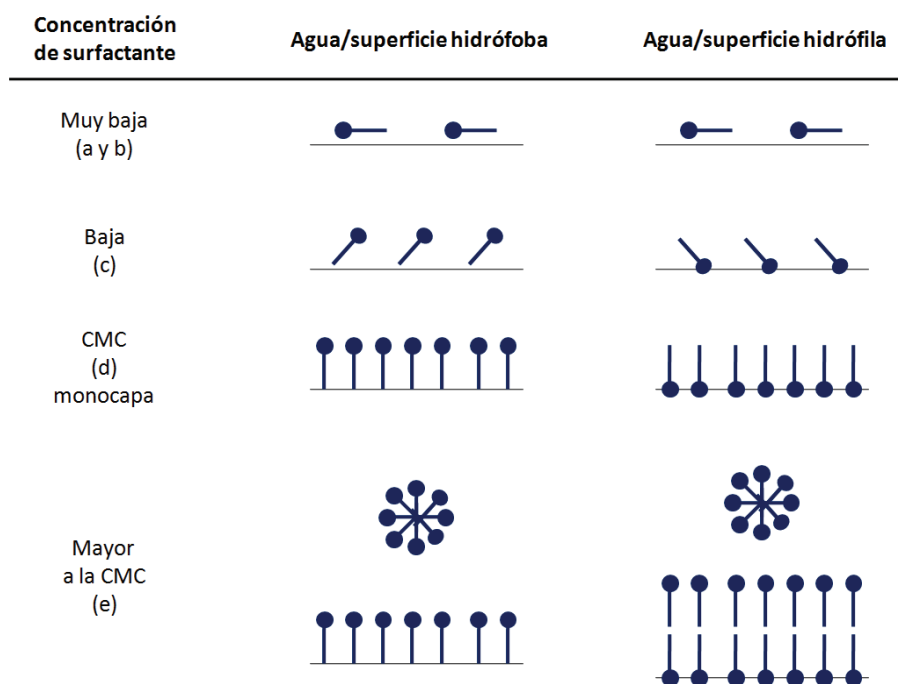 Concentración
de surfactante
Agua/superficie hidrófoba
Agua/superficie hidrófila
Muy baja
(a y b)
Baja
(c)
CMC
(d)
monocapa
Mayor
a la CMC
(e)